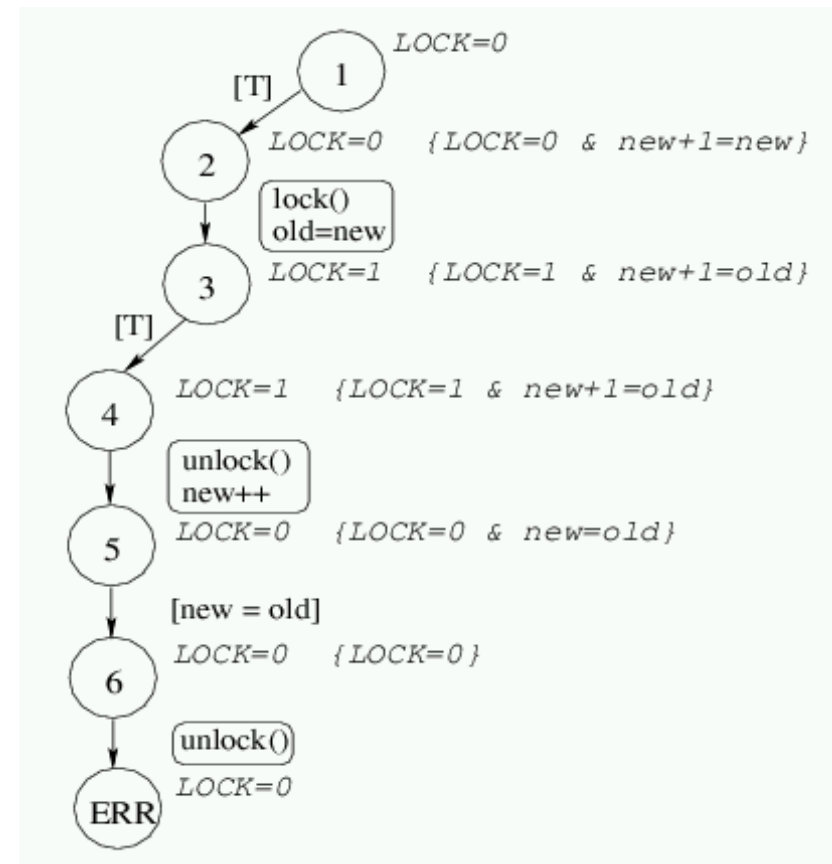 LOCK=0
1
[T]
LOCK=0 {LOCK=0 & new+1=new}
2
lock()
old=new
LOCK=1 {LOCK=1 & new+1=old}
3
[T]
LOCK=1 {LOCK=1 & new+1=old}
4
unlock()
new++
LOCK=0 {LOCK=0 & new=old}
5
[new = old]
LOCK=0 {LOCK=0}
6
unlock()
LOCK=0
ERR